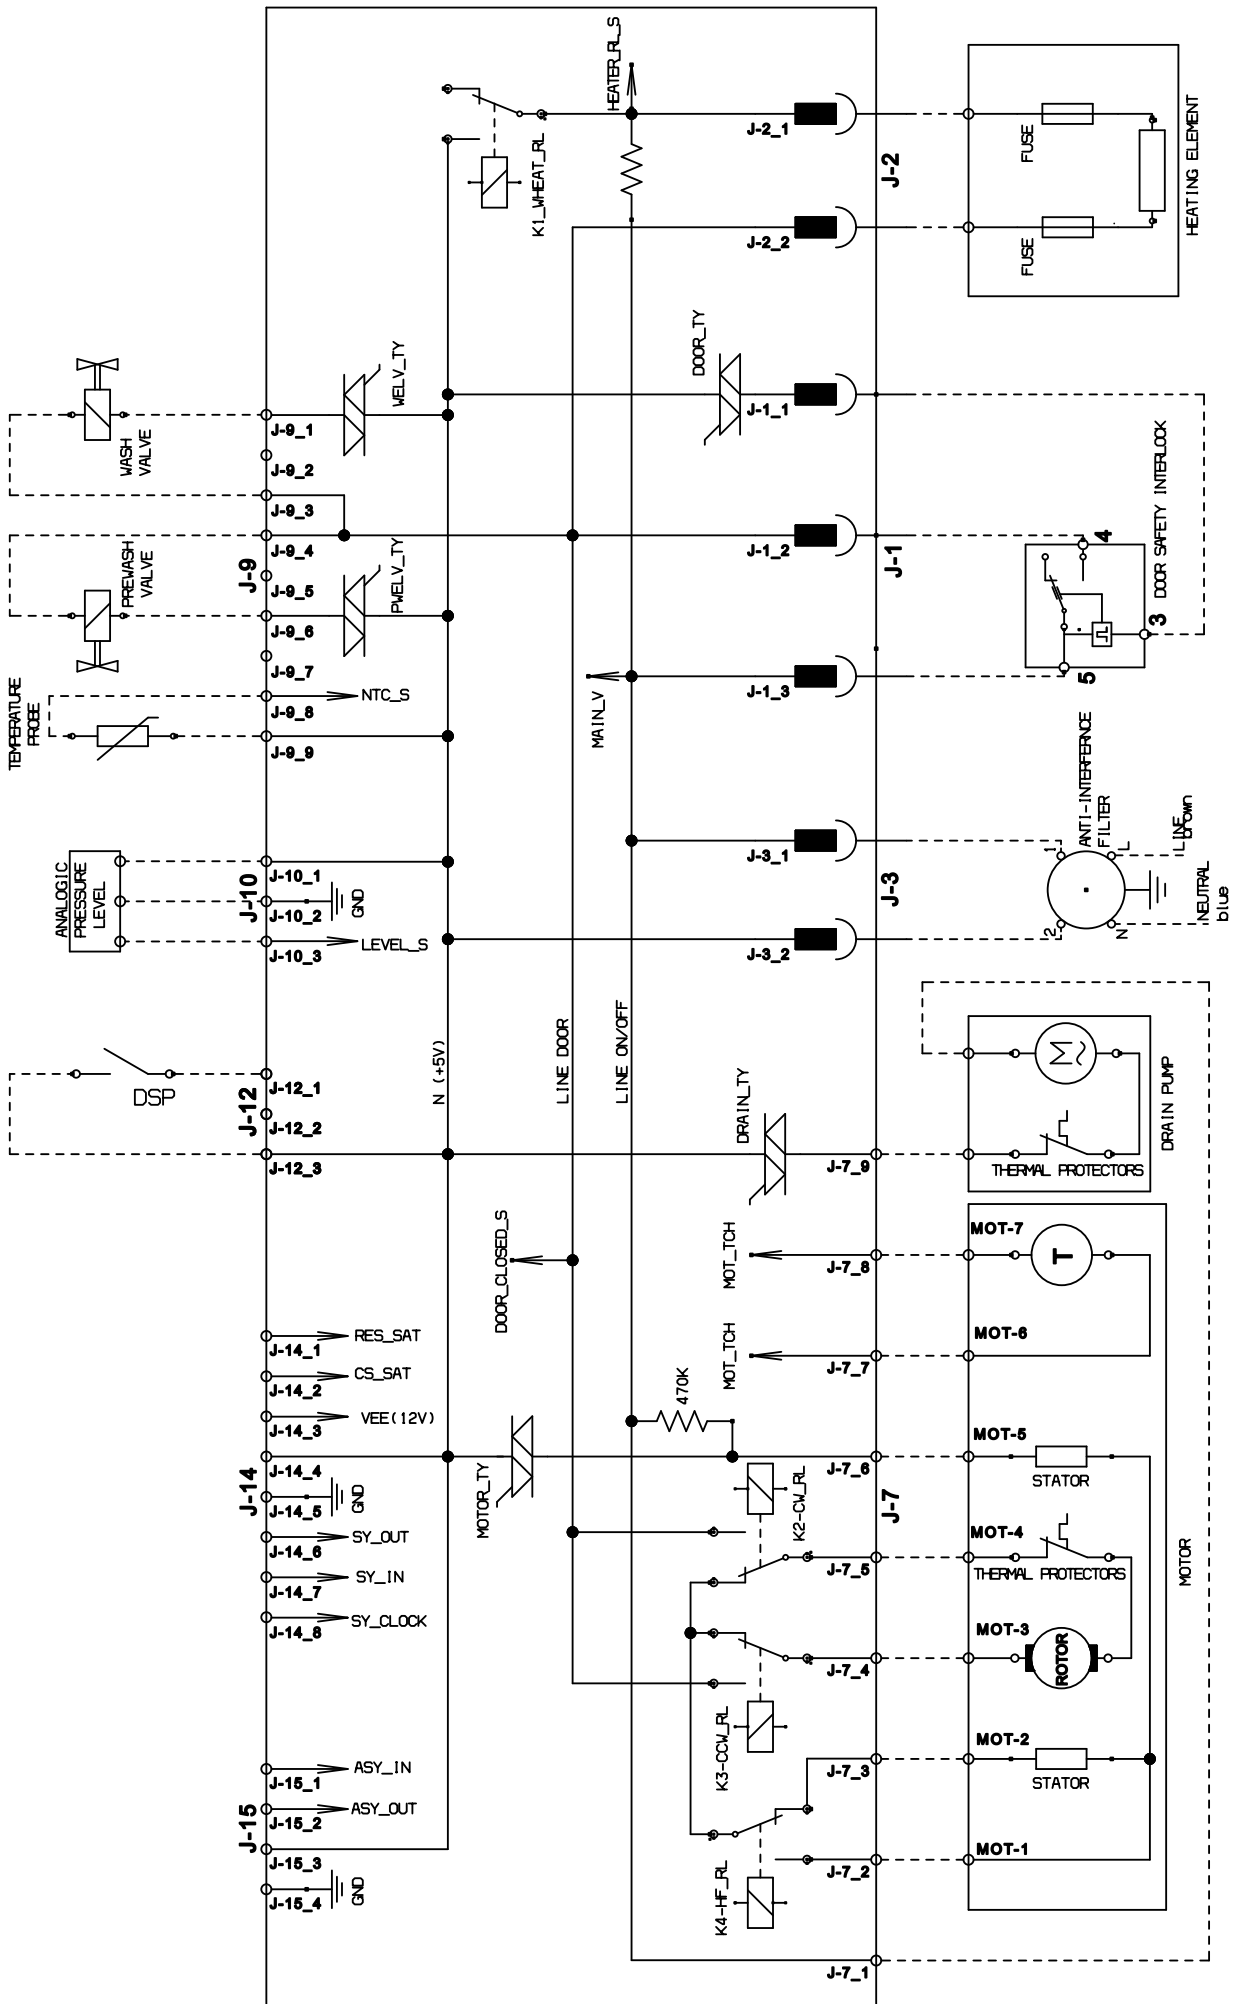 HEATER_RL_S
K1_WHEAT_RL
J-2_1
J-2
J-2_2
FUSE
FUSE
HEATING ELEMENT
WASH
VALVE
J-9_1
J-9_2
J-9_3
J-9_4
J-9
J-9_5
J-9_6
J-9_7
J-9_8
J-9_9
WELV_TY
PWELV_TY
PREWASH
VALVE
NTC_S
TEMPERATURE
PROBE
DOOR_TY
J-1_1
J-1_2
J-1
J-1_3
MAIN_V
DOOR SAFETY INTERLOCK
4
3
5
ANALOGIC
PRESSURE
LEVEL
J-10_1
J-10
J-10_2
J-10_3
GND
LEVEL_S
J-3_1
J-3
J-3_2
ANTI-INTERFERNCE
FILTER
1
2
L
N
LINE
brown
NEUTRAL
blue
DSP
J-12_1
J-12
J-12_2
J-12_3
N (+5V)
LINE DOOR
LINE ON/OFF
DRAIN_TY
J-7_9
M
THERMAL PROTECTORS
DRAIN PUMP
DOOR_CLOSED_S
MOT_TCH
J-7_8
MOT_TCH
J-7_7
MOT-7
T
MOT-6
J-14_1
RES_SAT
J-14_2
CS_SAT
J-14_3
VEE(12V)
J-14_4
J-14
J-14_5
GND
J-14_6
SY_OUT
J-14_7
SY_IN
J-14_8
SY_CLOCK
MOTOR_TY
470K
J-7_6
J-7
K2-CW_RL
J-7_5
J-7_4
K3-CCW_RL
J-7_3
K4-HF_RL
J-7_2
J-7_1
MOT-5
STATOR
MOT-4
THERMAL PROTECTORS
MOT-3
ROTOR
MOT-2
STATOR
MOT-1
MOTOR
J-15_1
ASY_IN
J-15
J-15_2
ASY_OUT
J-15_3
J-15_4
GND